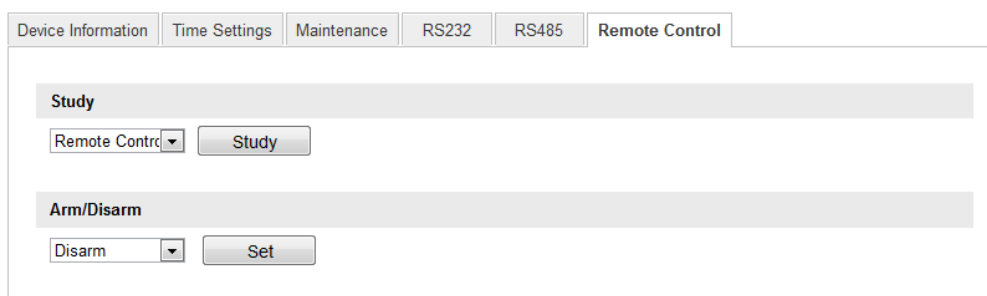 Device Information Time Settings Maintenance RS232 RS485 Remote Control
Study
Remote Contro Study
Arm/Disarm
Disarm Set